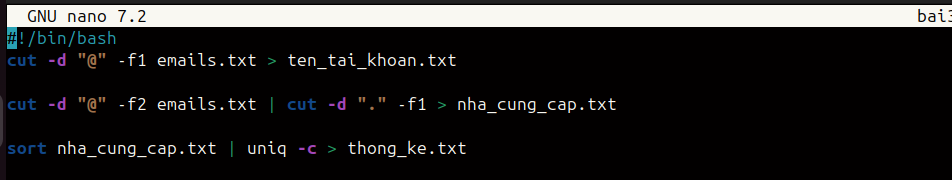 GNU nano 7.2 bai3
#!/bin/bash
cut -d "@" -f1 emails.txt > ten_tai_khoan.txt
cut -d "@" -f2 emails.txt | cut -d "." -f1 > nha_cung_cap.txt
sort nha_cung_cap.txt | uniq -c > thong_ke.txt